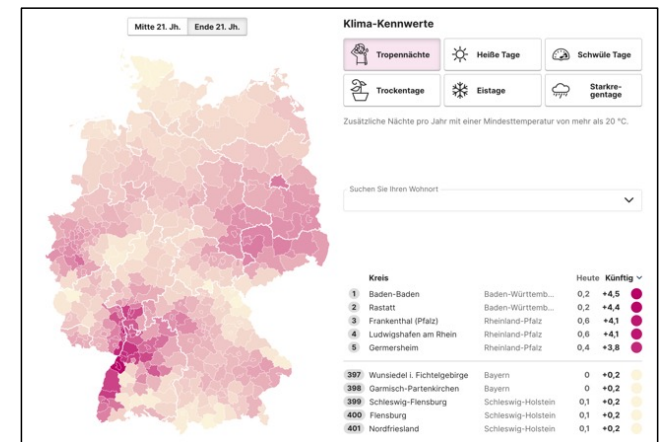 Mitte 21. Jh. Ende 21. Jh.
Klima-Kennwerte
Tropennächte Heiße Tage Schwüle Tage
Trockentage Eistage Starkre-
gentage
Zusätzliche Nächte pro Jahr mit einer Mindesttemperatur von mehr als 20 °C.
Suchen Sie Ihren Wohnort
Kreis Heute Künftig
1 Baden-Baden Baden-Württemb... 0,2 +4,5
2 Rastatt Baden-Württemb... 0,2 +4,4
3 Frankenthal (Pfalz) Rheinland-Pfalz 0,6 +4,1
4 Ludwigshafen am Rhein Rheinland-Pfalz 0,6 +4,1
5 Germersheim Rheinland-Pfalz 0,4 +3,8
397 Wunsiedel i. Fichtelgebirge Bayern 0 +0,2
398 Garmisch-Partenkirchen Bayern 0 +0,2
399 Schleswig-Flensburg Schleswig-Holstein 0,1 +0,2
400 Flensburg Schleswig-Holstein 0,1 +0,2
401 Nordfriesland Schleswig-Holstein 0,1 +0,2